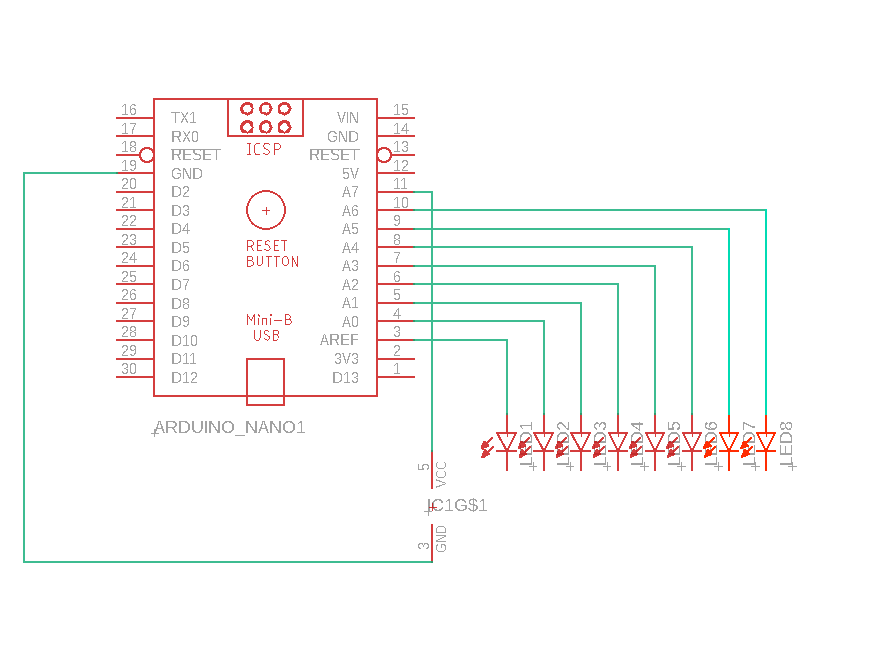 16 TX1 VIN 15
17 RX0 GND 14
18 RESET ICSP RESET 13
19 GND 5V 12
20 D2 A7 11
21 D3 A6 10
22 D4 A5 9
23 D5 RESET A4 8
24 D6 BUTTON A3 7
25 D7 A2 6
26 D8 A1 5
27 D9 Mini-B A0 4
28 D10 USB AREF 3
29 D11 3V3 2
30 D12 D13 1
ARDUINO_NANO1
LED1
LED2
LED3
LED4
LED5
LED6
LED7
LED8
5 VCC
IC1G$1
3 GND